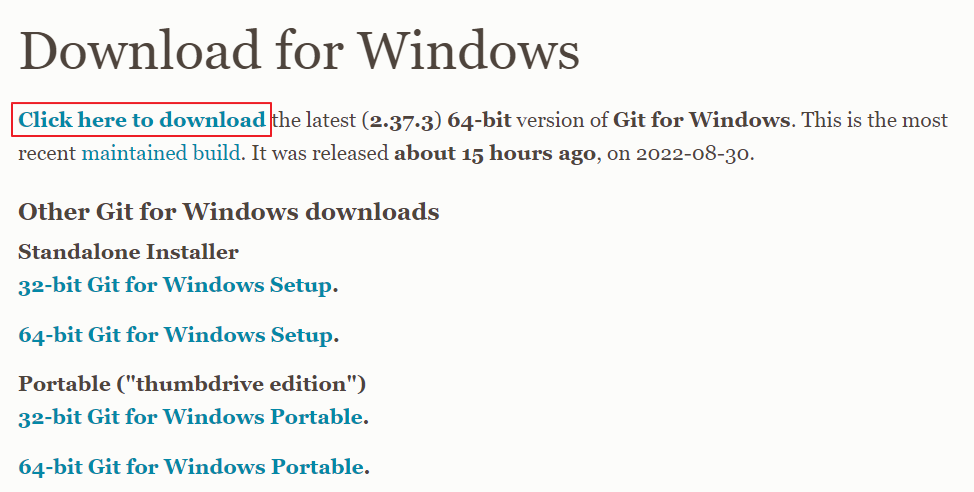 Download for Windows
Click here to download the latest (2.37.3) 64-bit version of Git for Windows. This is the most
recent maintained build. It was released about 15 hours ago, on 2022-08-30.
Other Git for Windows downloads
Standalone Installer
32-bit Git for Windows Setup.
64-bit Git for Windows Setup.
Portable ("thumbdrive edition")
32-bit Git for Windows Portable.
64-bit Git for Windows Portable.